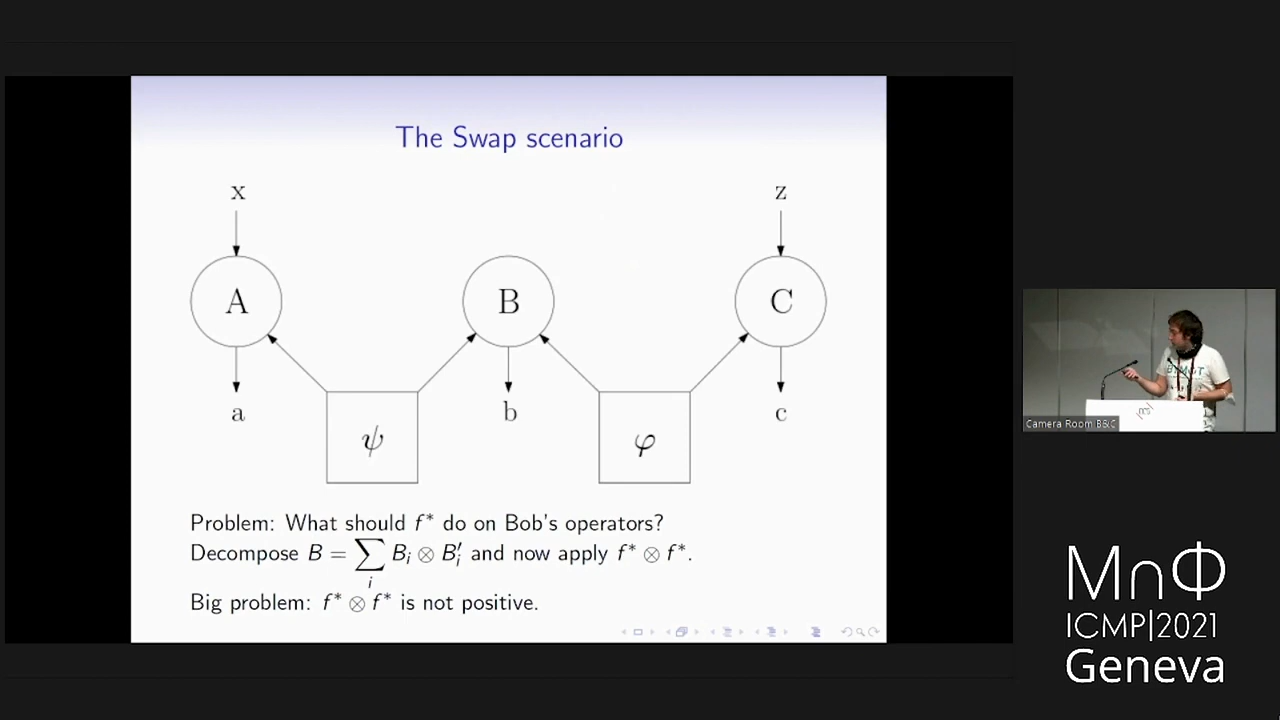 The Swap scenario
x
z
A
B
C
a
b
c
ψ
φ
Problem: What should f* do on Bob's operators?
Decompose B = ∑ᵢ Bᵢ ⊗ B′ᵢ and now apply f* ⊗ f*.
Big problem: f* ⊗ f* is not positive.
Camera Room B&C
M∩Φ
ICMP|2021
Geneva